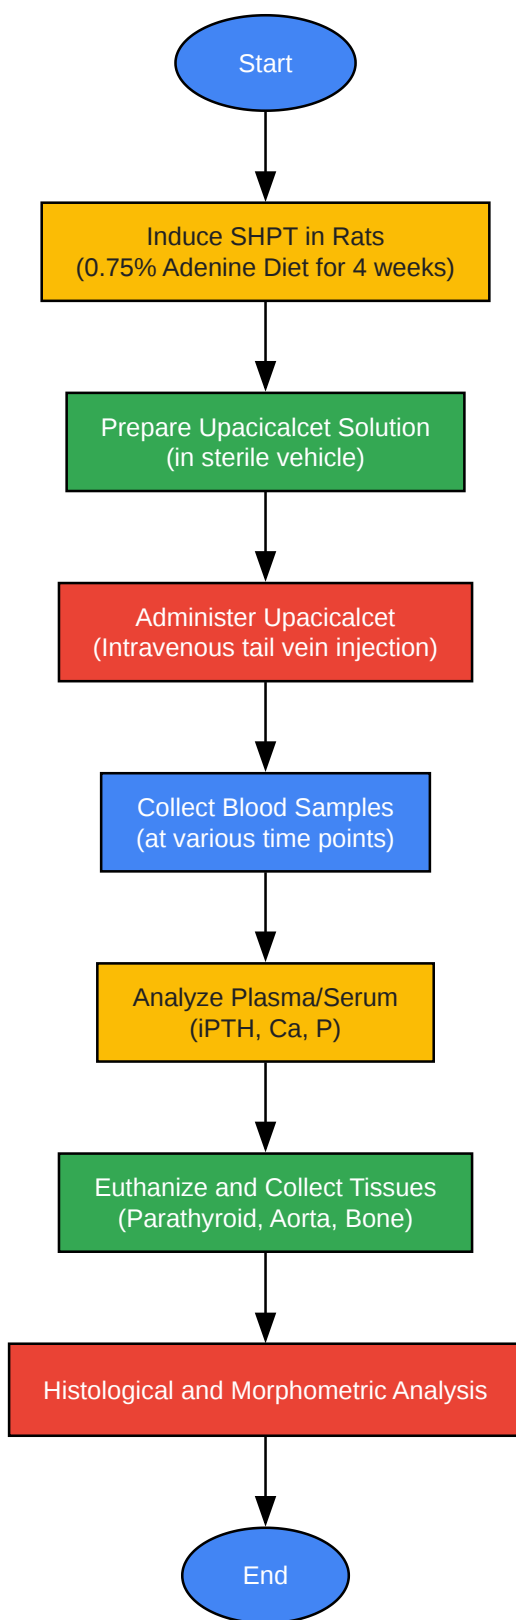 Start
Induce SHPT in Rats
(0.75% Adenine Diet for 4 weeks)
Prepare Upacicalcet Solution
(in sterile vehicle)
Administer Upacicalcet
(Intravenous tail vein injection)
Collect Blood Samples
(at various time points)
Analyze Plasma/Serum
(iPTH, Ca, P)
Euthanize and Collect Tissues
(Parathyroid, Aorta, Bone)
Histological and Morphometric Analysis
End